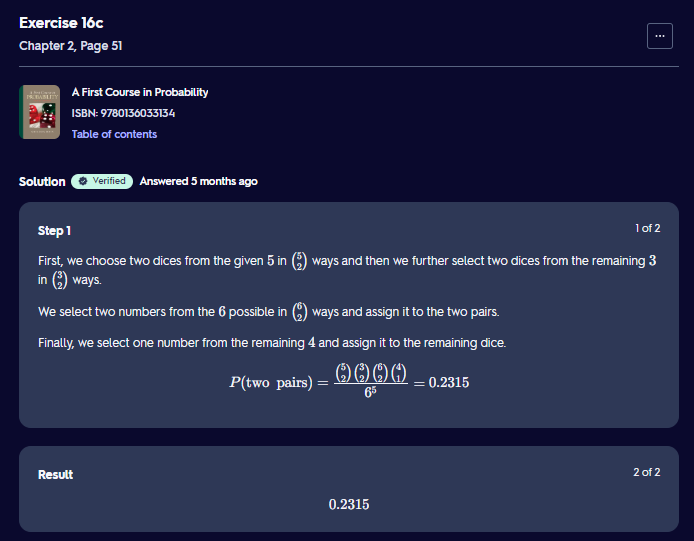 Exercise 16c
Chapter 2, Page 51
...
A First Course in Probability
ISBN: 9780136033134
Table of contents
Solution Verified Answered 5 months ago
Step 1 1 of 2
First, we choose two dices from the given 5 in \binom{5}{2} ways and then we further select two dices from the remaining 3
in \binom{3}{2} ways.
We select two numbers from the 6 possible in \binom{6}{2} ways and assign it to the two pairs.
Finally, we select one number from the remaining 4 and assign it to the remaining dice.
P(two pairs) = \frac{\binom{5}{2}\binom{3}{2}\binom{6}{2}\binom{4}{1}}{6^5} = 0.2315
Result 2 of 2
0.2315